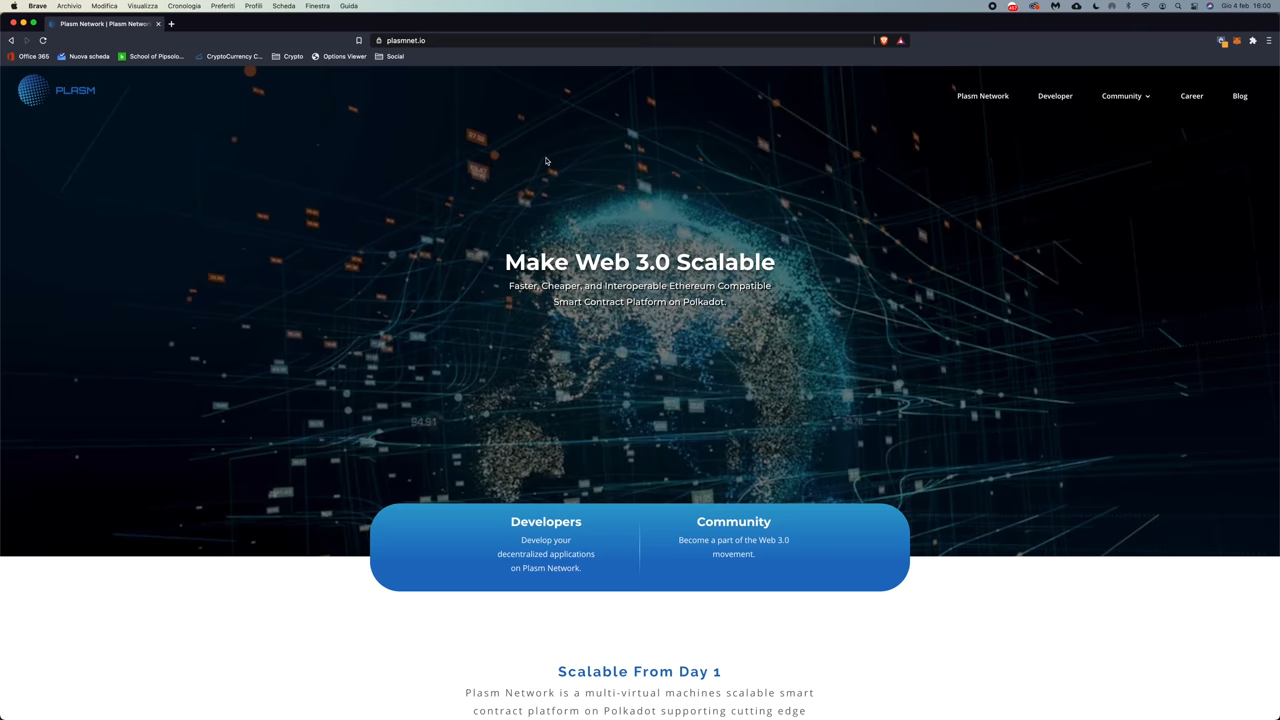 Brave Archivio Modifica Visualizza Cronologia Preferiti Profili Scheda Finestra Guida
Gio 4 feb 16:00
Plasm Network | Plasm Networ
plasmnet.io
Office 365 Nuova scheda School of Pipsolo... CryptoCurrency C... Crypto Options Viewer Social
PLASM
Plasm Network Developer Community Career Blog
Make Web 3.0 Scalable
Faster, Cheaper, and Interoperable Ethereum Compatible
Smart Contract Platform on Polkadot.
94.91
Developers
Develop your
decentralized applications
on Plasm Network.
Community
Become a part of the Web 3.0
movement.
Scalable From Day 1
Plasm Network is a multi-virtual machines scalable smart
contract platform on Polkadot supporting cutting edge